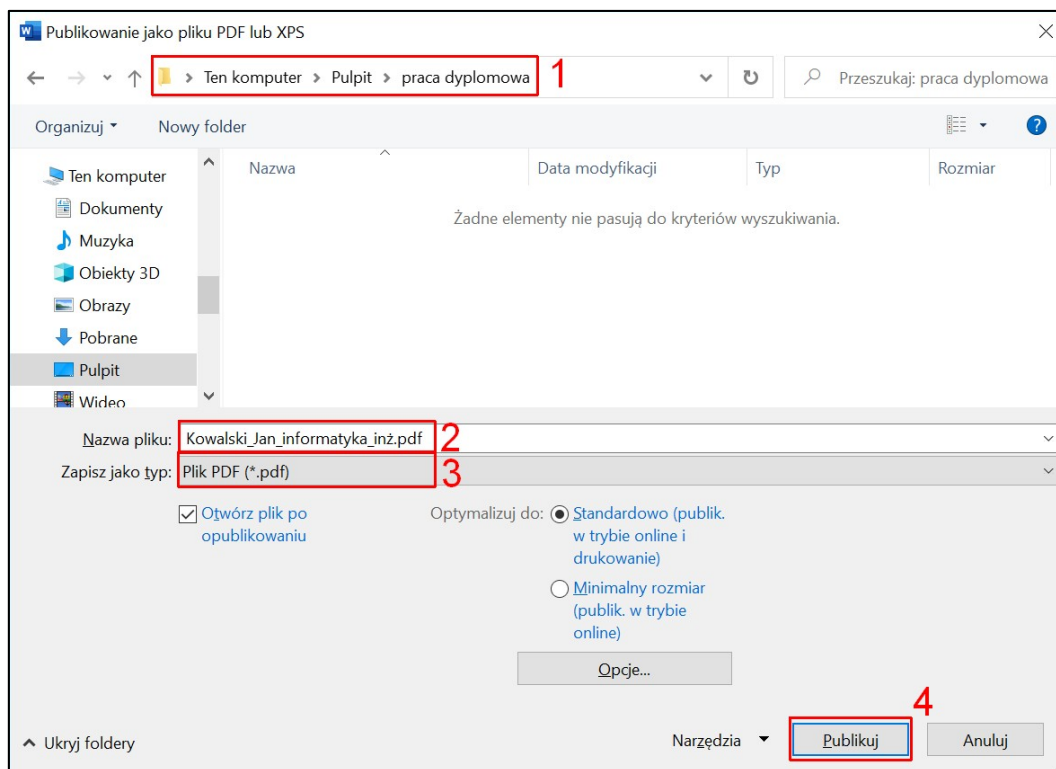 Publikowanie jako pliku PDF lub XPS
Ten komputer > Pulpit > praca dyplomowa 1
Przeszukaj: praca dyplomowa
Organizuj Nowy folder
?
Ten komputer
Dokumenty
Muzyka
Obiekty 3D
Obrazy
Pobrane
Pulpit
Wideo
Nazwa Data modyfikacji Typ Rozmiar
Żadne elementy nie pasują do kryteriów wyszukiwania.
Nazwa pliku: Kowalski_Jan_informatyka_inż.pdf 2
Zapisz jako typ: Plik PDF (*.pdf) 3
Otwórz plik po
opublikowaniu
Optymalizuj do: Standardowo (publik.
w trybie online i
drukowanie)
Minimalny rozmiar
(publik. w trybie
online)
Opcje...
4
Ukryj foldery Narzędzia Publikuj Anuluj